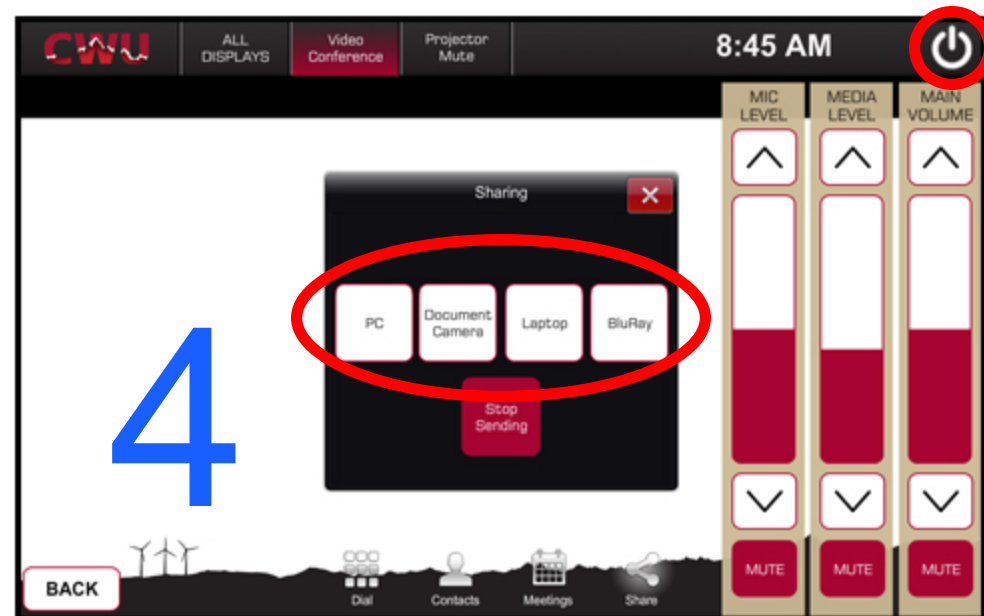 CWU
ALL
DISPLAYS
Video
Conference
Projector
Mute
8:45 AM
MIC
LEVEL
MEDIA
LEVEL
MAIN
VOLUME
Sharing
PC
Document
Camera
Laptop
BluRay
Stop
Sending
4
BACK
Dial
Contacts
Meetings
Share
MUTE
MUTE
MUTE